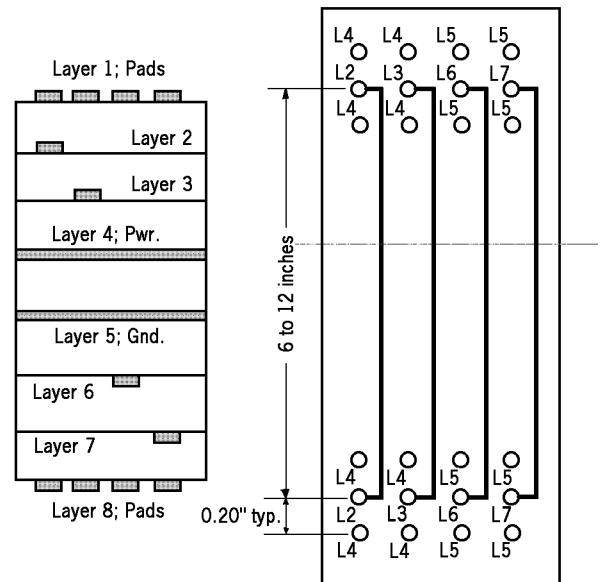 Layer 1; Pads
Layer 2
Layer 3
Layer 4; Pwr.
Layer 5; Gnd.
Layer 6
Layer 7
Layer 8; Pads
L4 L4 L5 L5
L2 L3 L6 L7
L4 L4 L5 L5
6 to 12 inches
L4 L4 L5 L5
0.20" typ.
L2 L3 L6 L7
L4 L4 L5 L5